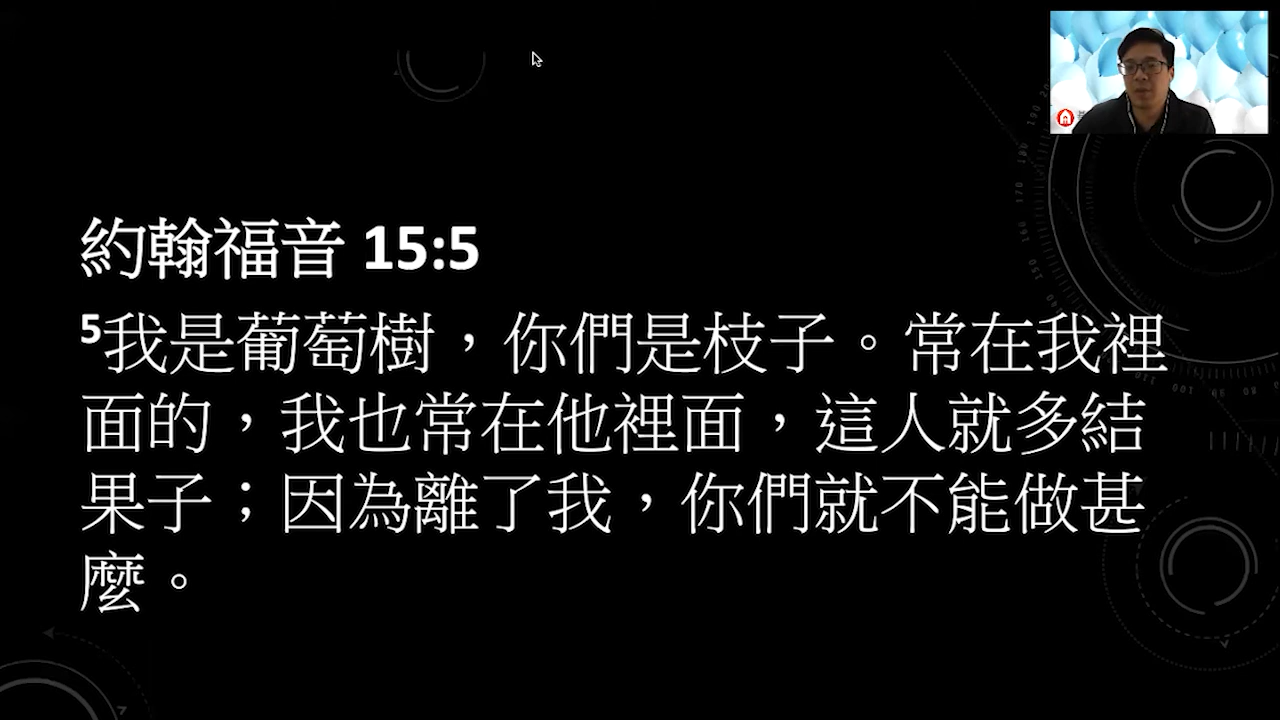 約翰福音 15:5
5我是葡萄樹，你們是枝子。常在我裡
面的，我也常在他裡面，這人就多結
果子；因為離了我，你們就不能做甚
麼。